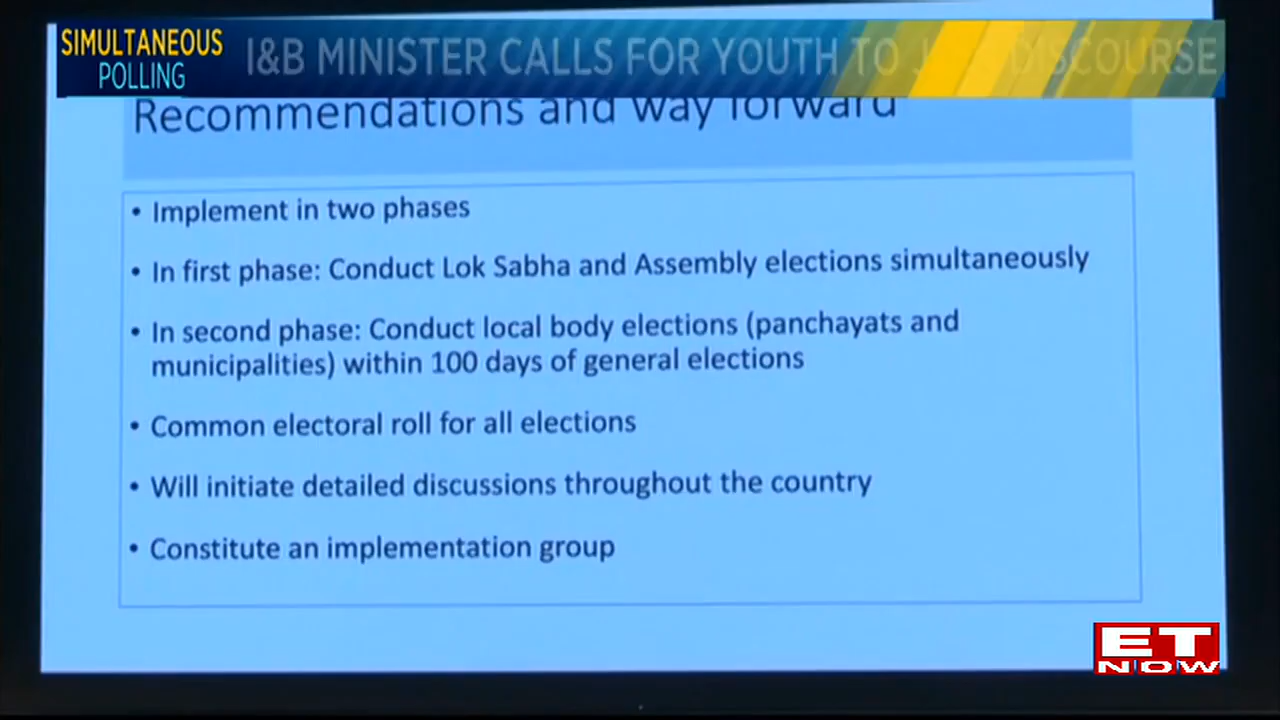 SIMULTANEOUS
POLLING
I&B MINISTER CALLS FOR YOUTH TO DISCOURSE
Recommendations and way forward
• Implement in two phases
• In first phase: Conduct Lok Sabha and Assembly elections simultaneously
• In second phase: Conduct local body elections (panchayats and
municipalities) within 100 days of general elections
• Common electoral roll for all elections
• Will initiate detailed discussions throughout the country
• Constitute an implementation group
ET
NOW